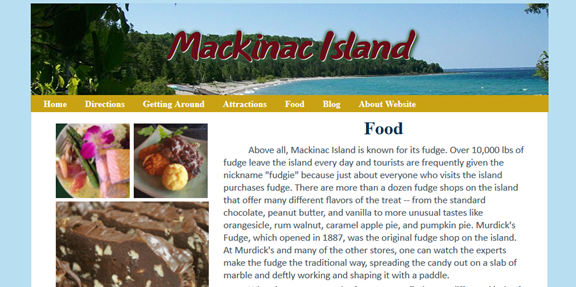 Mackinac Island
Home Directions Getting Around Attractions Food Blog About Website
Food
Above all, Mackinac Island is known for its fudge. Over 10,000 lbs of
fudge leave the island every day and tourists are frequently given the
nickname "fudgie" because just about everyone who visits the island
purchases fudge. There are more than a dozen fudge shops on the island
that offer many different flavors of the treat -- from the standard
chocolate, peanut butter, and vanilla to more unusual tastes like
orangesicle, rum walnut, caramel apple pie, and pumpkin pie. Murdick's
Fudge, which opened in 1887, was the original fudge shop on the island.
At Murdick's and many of the other stores, one can watch the experts
make the fudge the traditional way, spreading the candy out on a slab of
marble and deftly working and shaping it with a paddle.